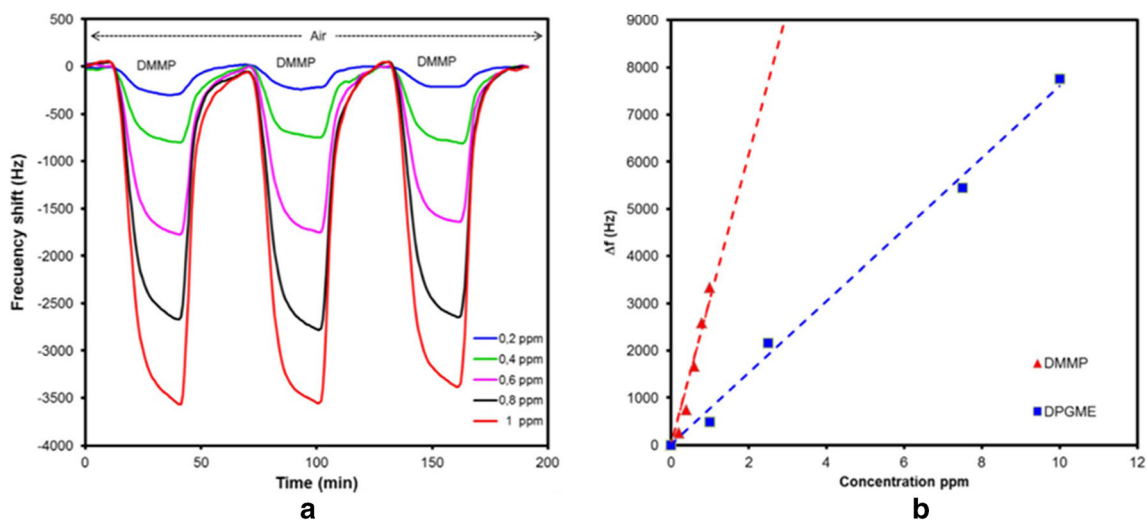 500
0
-500
-1000
-1500
-2000
-2500
-3000
-3500
-4000
Frecuency shift (Hz)
Air
DMMP DMMP DMMP
0,2 ppm
0,4 ppm
0,6 ppm
0,8 ppm
1 ppm
0 50 100 150 200
Time (min)
a
9000
8000
7000
6000
5000
4000
3000
2000
1000
0
Δf (Hz)
DMMP
DPGME
0 2 4 6 8 10 12
Concentration ppm
b